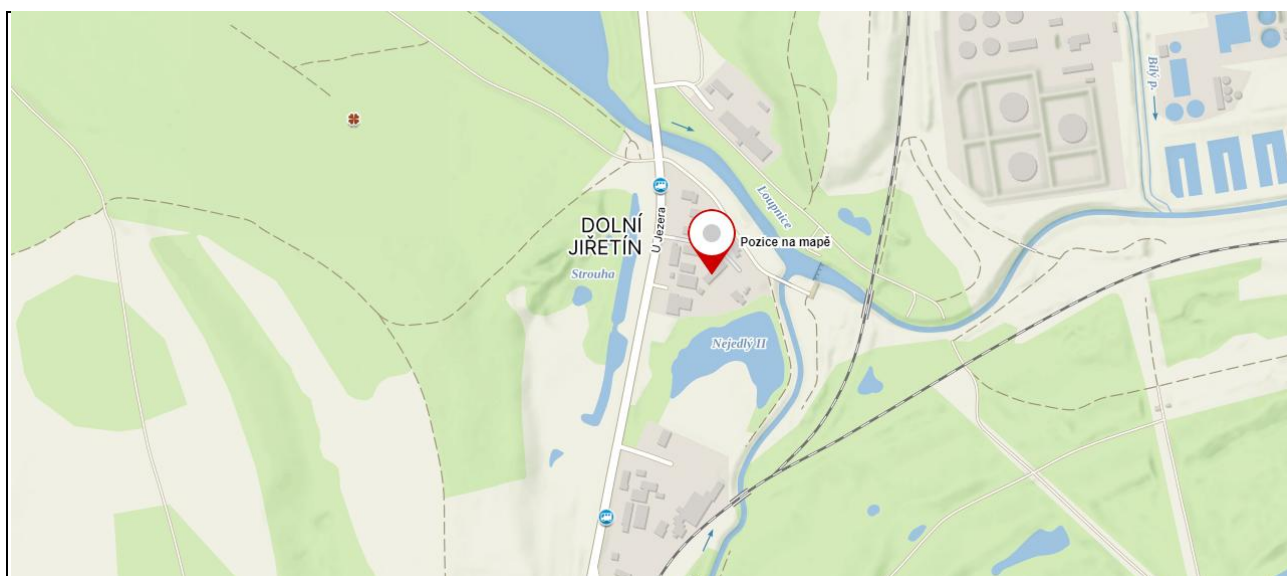 Bílý p.
Loupnice
U Jezera
DOLNÍ
JIŘETÍN
Pozice na mapě
Strouha
Nejedlý II